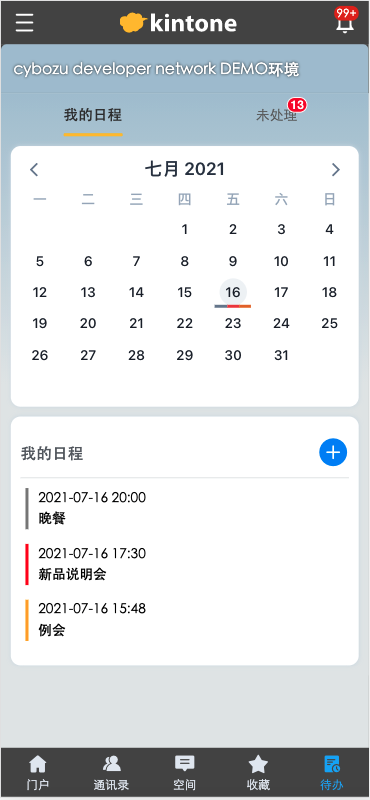 kintone
99+
cybozu developer network DEMO环境
我的日程
未处理
13
七月 2021
一 二 三 四 五 六 日
1 2 3 4
5 6 7 8 9 10 11
12 13 14 15 16 17 18
19 20 21 22 23 24 25
26 27 28 29 30 31
我的日程
2021-07-16 20:00
晚餐
2021-07-16 17:30
新品说明会
2021-07-16 15:48
例会
门户 通讯录 空间 收藏 待办